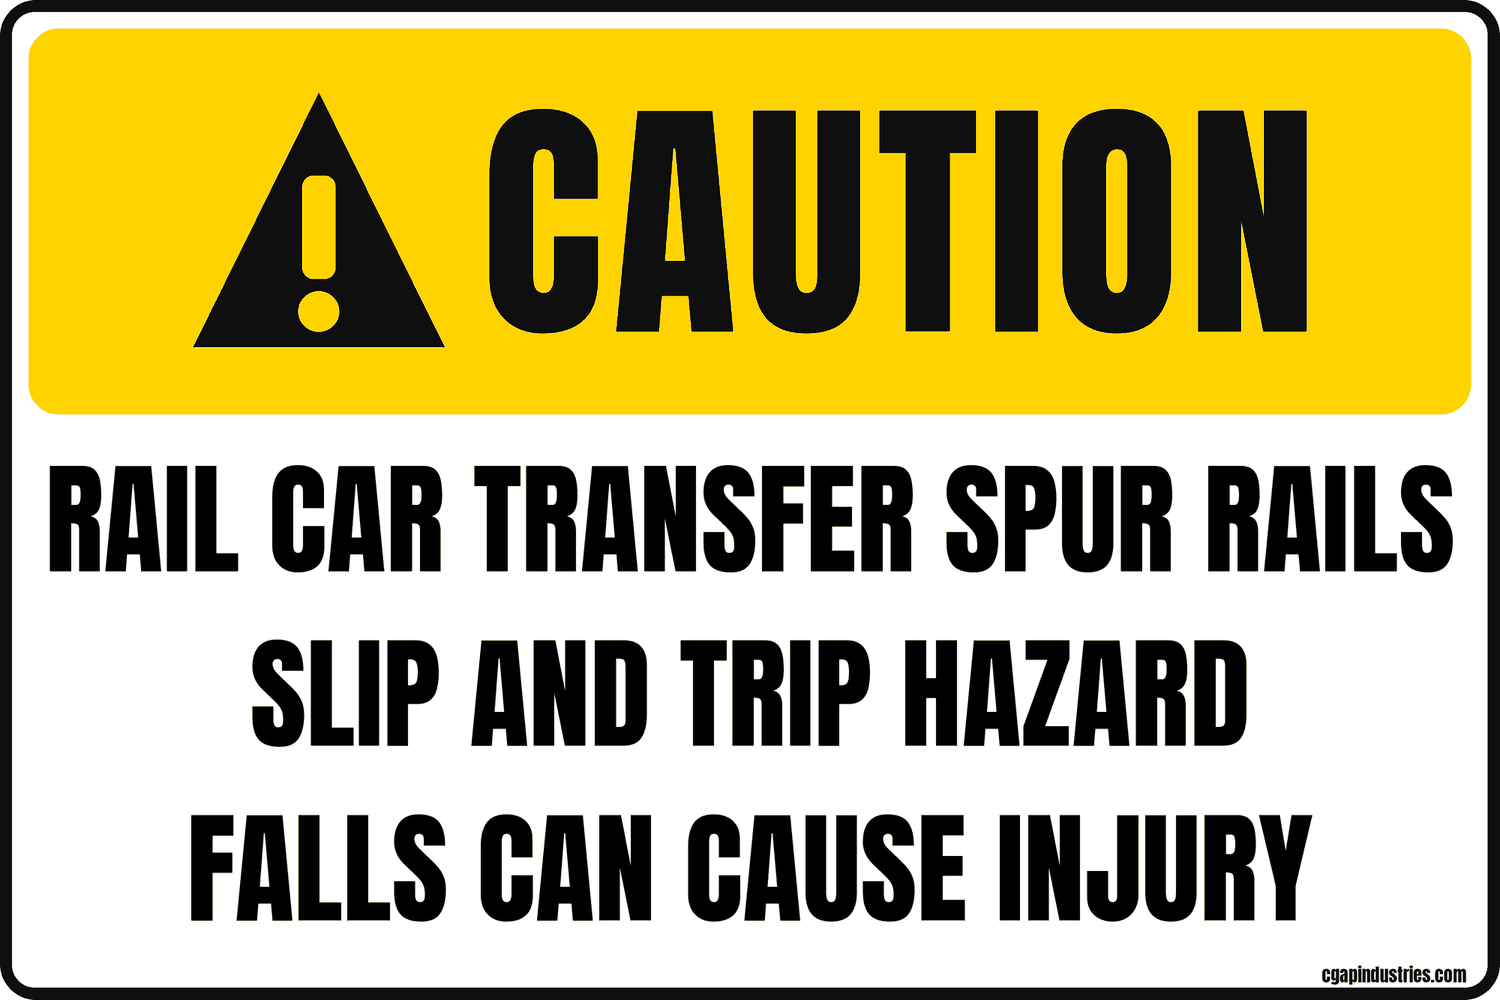 CAUTION
RAIL CAR TRANSFER SPUR RAILS
SLIP AND TRIP HAZARD
FALLS CAN CAUSE INJURY
cgapindustries.com